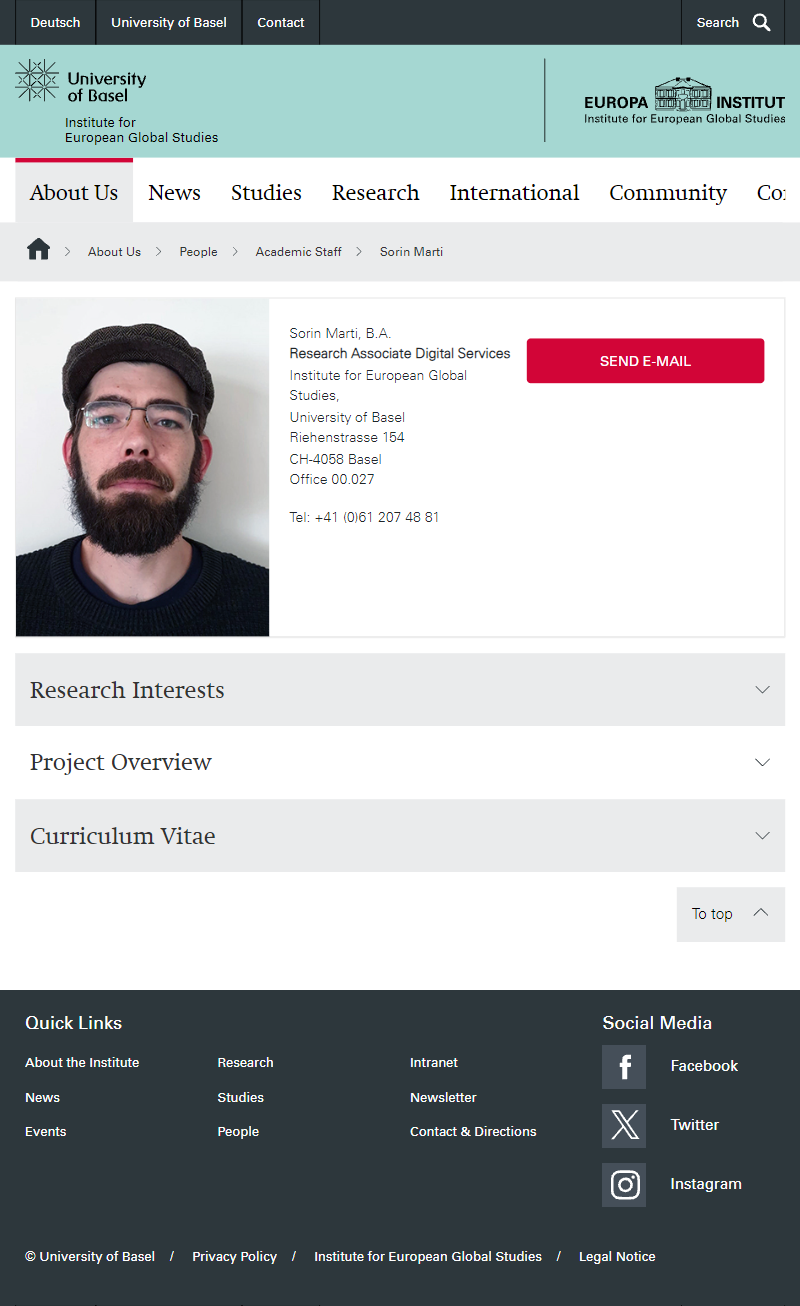 Deutsch
University of Basel
Contact
Search
University
of Basel
Institute for
European Global Studies
EUROPA INSTITUT
Institute for European Global Studies
About Us
News
Studies
Research
International
Community
Co
About Us
People
Academic Staff
Sorin Marti
Sorin Marti, B.A.
Research Associate Digital Services
Institute for European Global
Studies,
University of Basel
Riehenstrasse 154
CH-4058 Basel
Office 00.027
Tel: +41 (0)61 207 48 81
SEND E-MAIL
Research Interests
Project Overview
Curriculum Vitae
To top
Quick Links
About the Institute
Research
Intranet
News
Studies
Newsletter
Events
People
Contact & Directions
Social Media
Facebook
Twitter
Instagram
© University of Basel / Privacy Policy / Institute for European Global Studies / Legal Notice